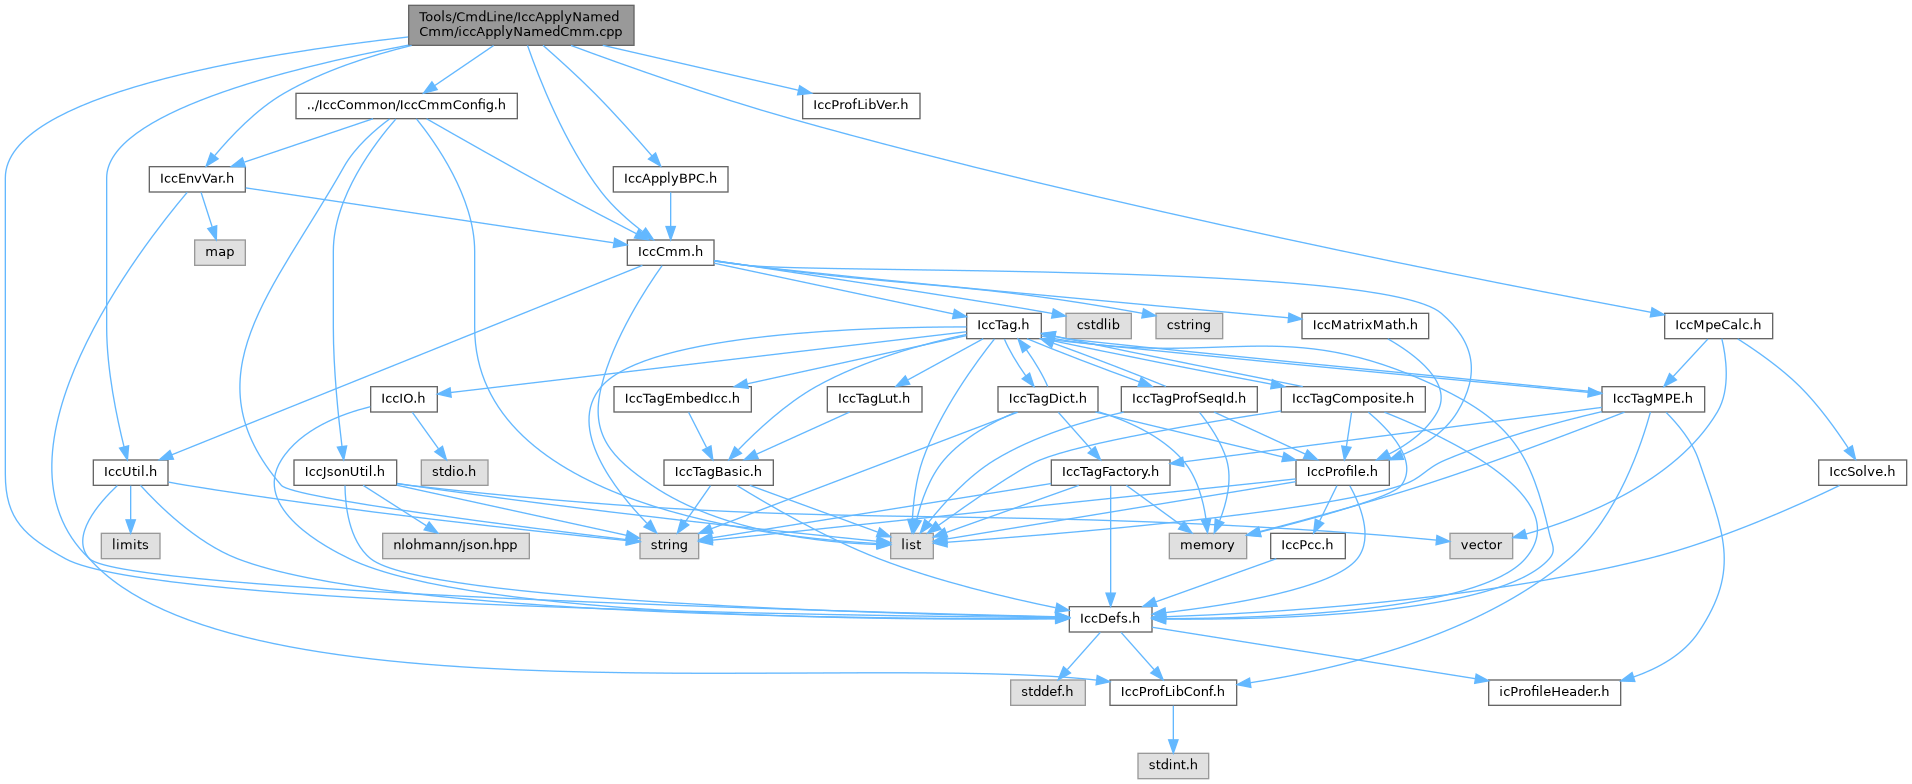 Tools/CmdLine/IccApplyNamed
Cmm/iccApplyNamedCmm.cpp
../IccCommon/IccCmmConfig.h
IccProfLibVer.h
IccEnvVar.h
IccApplyBPC.h
map
IccCmm.h
IccTag.h
cstdlib
cstring
IccMatrixMath.h
IccMpeCalc.h
IccIO.h
IccTagEmbedIcc.h
IccTagLut.h
IccTagDict.h
IccTagProfSeqId.h
IccTagComposite.h
IccTagMPE.h
IccUtil.h
IccJsonUtil.h
stdio.h
IccTagBasic.h
IccTagFactory.h
IccProfile.h
IccSolve.h
limits
nlohmann/json.hpp
string
list
memory
IccPcc.h
vector
IccDefs.h
stddef.h
IccProfLibConf.h
icProfileHeader.h
stdint.h